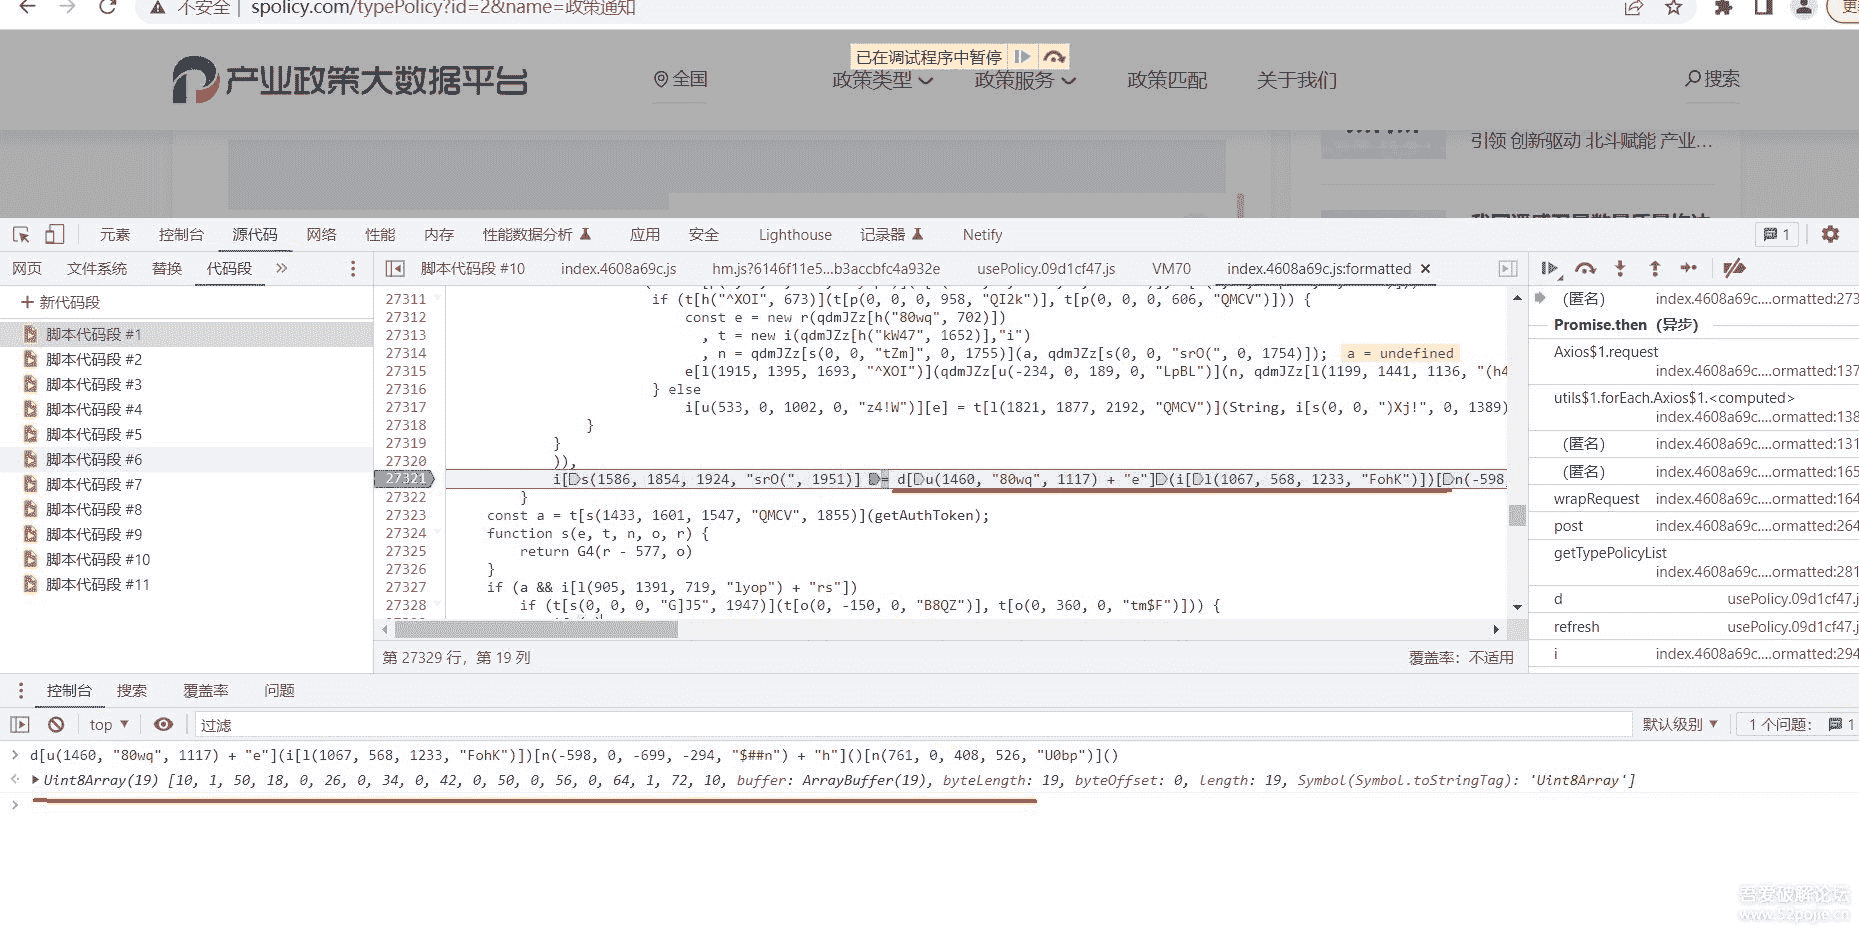 不安全 | spolicy.com/typePolicy?id=2&name=政策通知
已在调试程序中暂停
产业政策大数据平台
全国
政策类型
政策服务
政策匹配
关于我们
搜索
引领 创新驱动 北斗赋能 产业...
元素 控制台 源代码 网络 性能 内存 性能数据分析 应用 安全 Lighthouse 记录器 Netify
1
网页 文件系统 替换 代码段 »
脚本代码段 #10 index.4608a69c.js hm.js?6146f11e5...b3accbfc4a932e usePolicy.09d1cf47.js VM70 index.4608a69c.js:formatted ×
+ 新代码段
脚本代码段 #1
脚本代码段 #2
脚本代码段 #3
脚本代码段 #4
脚本代码段 #5
脚本代码段 #6
脚本代码段 #7
脚本代码段 #8
脚本代码段 #9
脚本代码段 #10
脚本代码段 #11
27311 if (t[h("^XOI", 673)](t[p(0, 0, 0, 958, "QI2k")], t[p(0, 0, 0, 606, "QMCV")])) {
27312 const e = new r(qdmJZz[h("80wq", 702)])
27313 , t = new i(qdmJZz[h("kW47", 1652)],"i")
27314 , n = qdmJZz[s(0, 0, "tZm]", 0, 1755)](a, qdmJZz[s(0, 0, "srO(", 0, 1754)]); a = undefined
27315 e[l(1915, 1395, 1693, "^XOI")](qdmJZz[u(-234, 0, 189, 0, "LpBL")](n, qdmJZz[l(1199, 1441, 1136, "(h4
27316 } else
27317 i[u(533, 0, 1002, 0, "z4!W")][e] = t[l(1821, 1877, 2192, "QMCV")](String, i[s(0, 0, ")Xj!", 0, 1389)
27318 }
27319 }
27320 )),
27321 i[s(1586, 1854, 1924, "srO(", 1951)] = d[u(1460, "80wq", 1117) + "e"](i[l(1067, 568, 1233, "FohK")])[n(-598,
27322 }
27323 const a = t[s(1433, 1601, 1547, "QMCV", 1855)](getAuthToken);
27324 function s(e, t, n, o, r) {
27325 return G4(r - 577, o)
27326 }
27327 if (a && i[l(905, 1391, 719, "lyop") + "rs"])
27328 if (t[s(0, 0, 0, "G]J5", 1947)](t[o(0, -150, 0, "B8QZ")], t[o(0, 360, 0, "tm$F")])) {
第 27329 行，第 19 列
覆盖率：不适用
(匿名) index.4608a69c....ormatted:273
Promise.then（异步）
Axios$1.request
index.4608a69c....ormatted:137
utils$1.forEach.Axios$1.<computed>
index.4608a69c....ormatted:138
(匿名) index.4608a69c....ormatted:131
(匿名) index.4608a69c....ormatted:165
wrapRequest index.4608a69c....ormatted:164
post index.4608a69c....ormatted:264
getTypePolicyList
index.4608a69c....ormatted:281
d usePolicy.09d1cf47.j
refresh usePolicy.09d1cf47.j
i index.4608a69c....ormatted:294
控制台 搜索 覆盖率 问题
top ▼ 过滤 默认级别 ▼ 1 个问题： 1
> d[u(1460, "80wq", 1117) + "e"](i[l(1067, 568, 1233, "FohK")])[n(-598, 0, -699, -294, "$##n") + "h"]()[n(761, 0, 408, 526, "U0bp")]()
Uint8Array(19) [10, 1, 50, 18, 0, 26, 0, 34, 0, 42, 0, 50, 0, 56, 0, 64, 1, 72, 10, buffer: ArrayBuffer(19), byteLength: 19, byteOffset: 0, length: 19, Symbol(Symbol.toStringTag): 'Uint8Array']
>
吾爱破解论坛
www.52pojie.cn